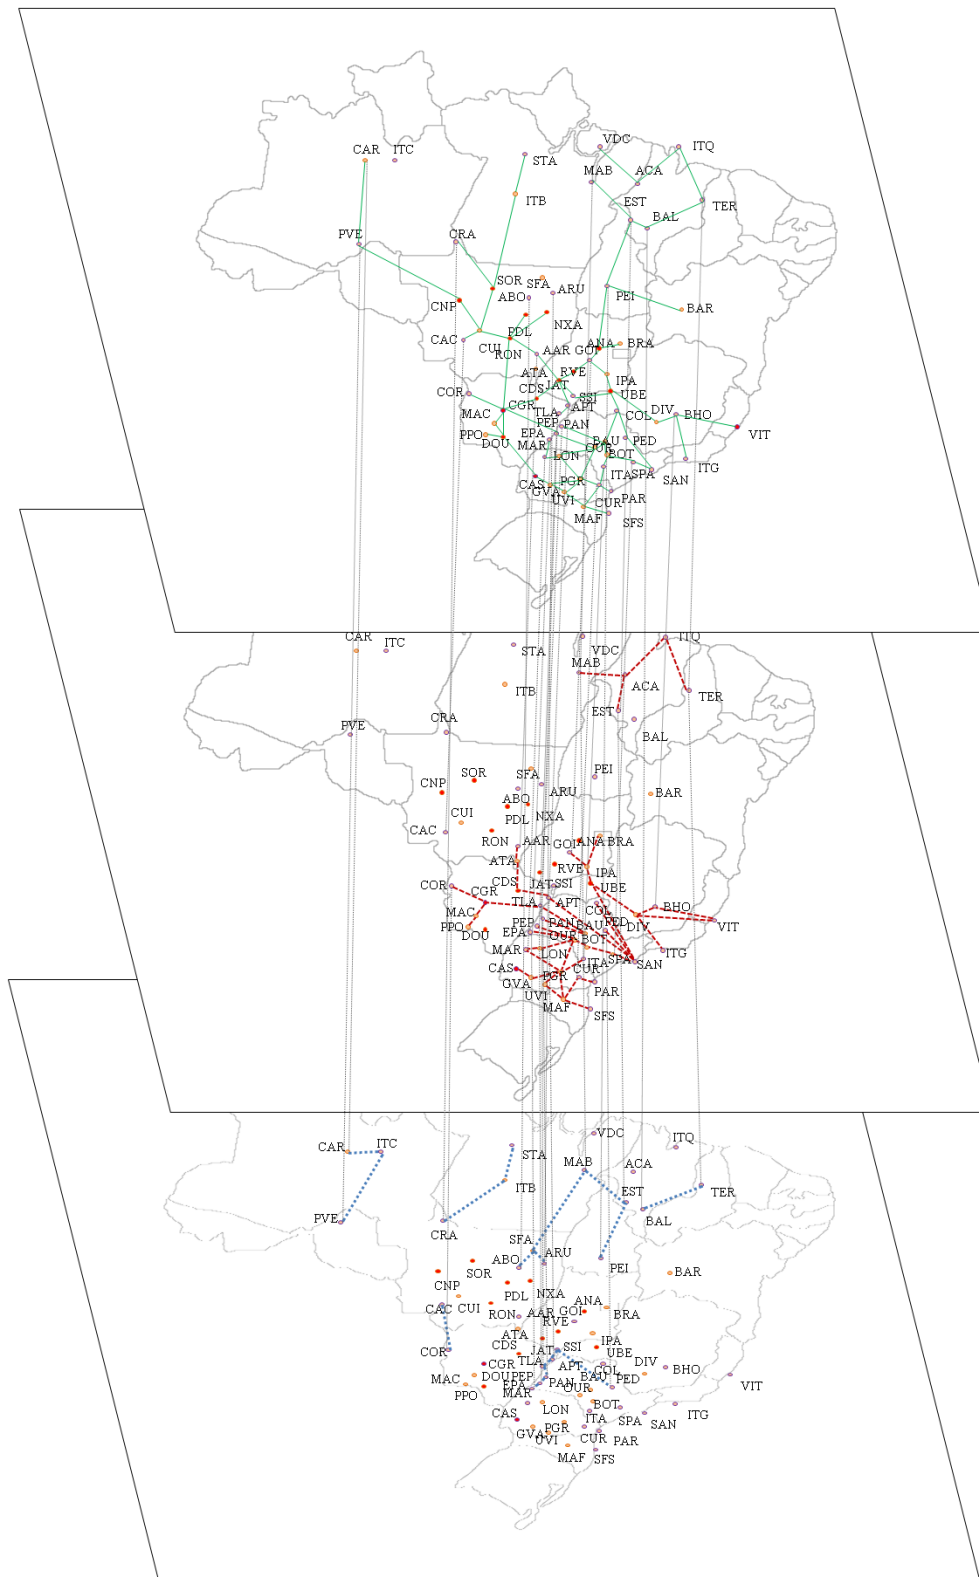 VDC ITQ
CAR ITC STA MAB ACA
ITB EST BAL TER
PVE CRA
SOR SFA ARU PEI
CNP ABO BAR
PDL NXA
CAC CUI RON AAR GOI ANA BRA
ATA RVE IPA
COR CDS JAT SSI UBE
MAC CGR TLA APT COL DIV BHO
PPO DOU EPA PEP PAN VIT
MAR OUR BAU PED
LON BOT ITG
CAS PGR ITA SPA SAN
GVA UVI CUR PAR
MAF SFS
CAR ITC STA VDC ITQ
MAB ACA
ITB EST TER
PVE CRA BAL
SOR SFA PEI
CNP ABO ARU BAR
CUI PDL NXA
CAC RON AAR GOI ANA BRA
ATA RVE IPA
COR CGR CDS JAT SSI UBE
MAC TLA APT COL BHO
PPO DOU PEP PAN BAU PED DIV VIT
EPA OUR BOT
MAR LON ITG
CAS PGR CUR ITA SPA SAN
GVA UVI PAR
MAF SFS
VDC ITQ
CAR ITC STA MAB ACA
ITB EST TER
PVE CRA BAL
SFA ARU
ABO PEI
CNP SOR BAR
PDL NXA
CAC CUI RON AAR GOI ANA BRA
RVE
ATA IPA
COR CDS JAT SSI UBE
CGR TLA APT COL DIV BHO
MAC DOU PEP PAN BAU PED VIT
PPO EPA MAR OUR
CAS LON BOT ITG
PGR ITA SPA SAN
GVA UVI CUR PAR
MAF SFS